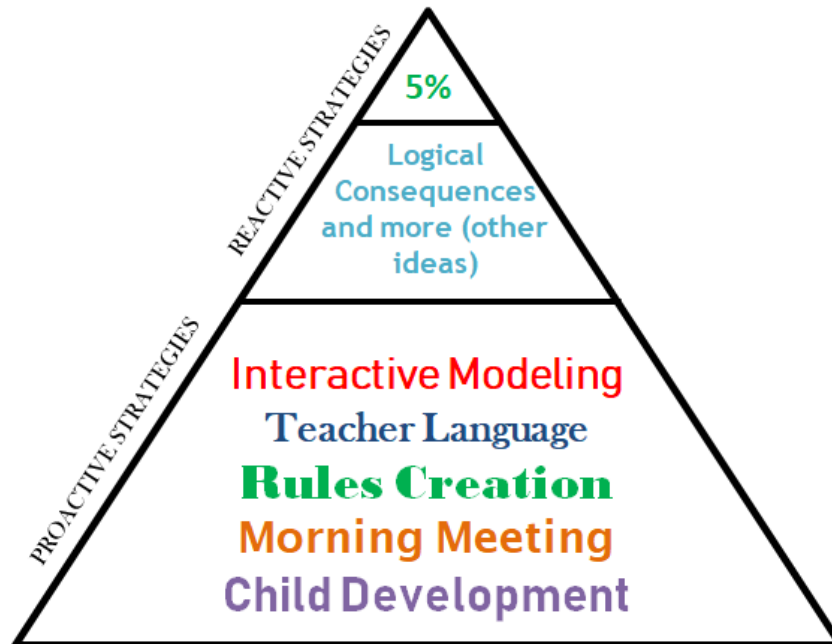 5%
REACTIVE STRATEGIES
Logical
Consequences
and more (other
ideas)
PROACTIVE STRATEGIES
Interactive Modeling
Teacher Language
Rules Creation
Morning Meeting
Child Development